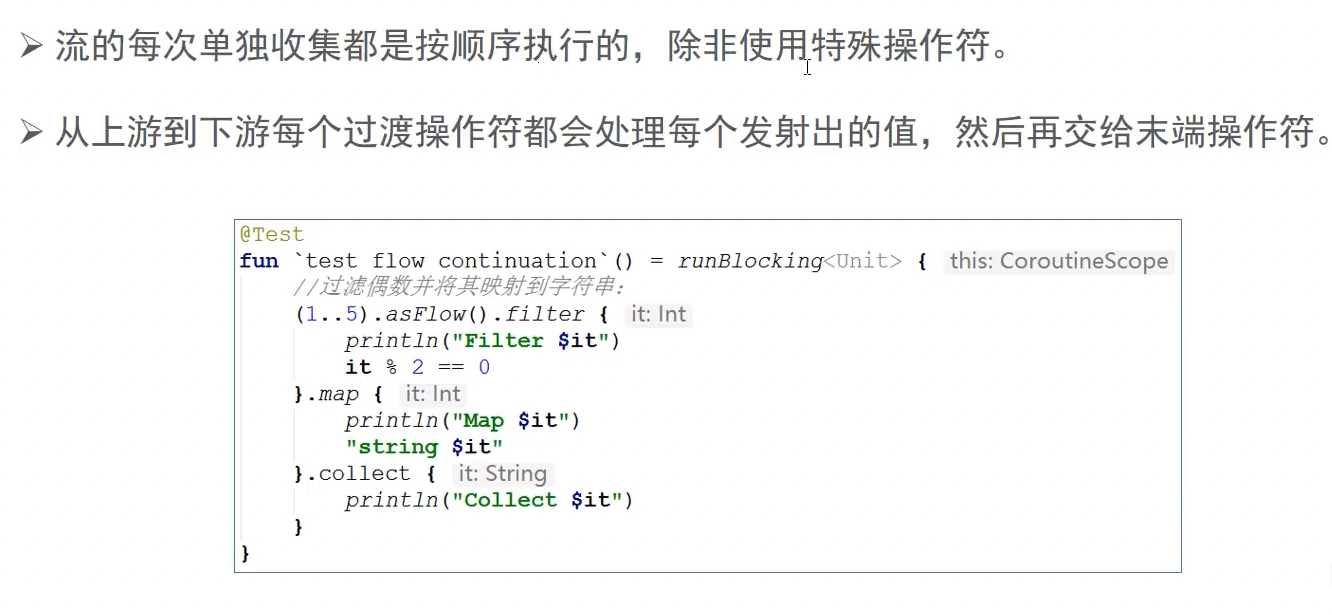 ➢ 流的每次单独收集都是按顺序执行的，除非使用特殊操作符。
➢ 从上游到下游每个过渡操作符都会处理每个发射出的值，然后再交给末端操作符。
@Test
fun `test flow continuation`() = runBlocking<Unit> { this: CoroutineScope
    //过滤偶数并将其映射到字符串：
    (1..5).asFlow().filter { it: Int
        println("Filter $it")
        it % 2 == 0
    }.map { it: Int
        println("Map $it")
        "string $it"
    }.collect { it: String
        println("Collect $it")
    }
}